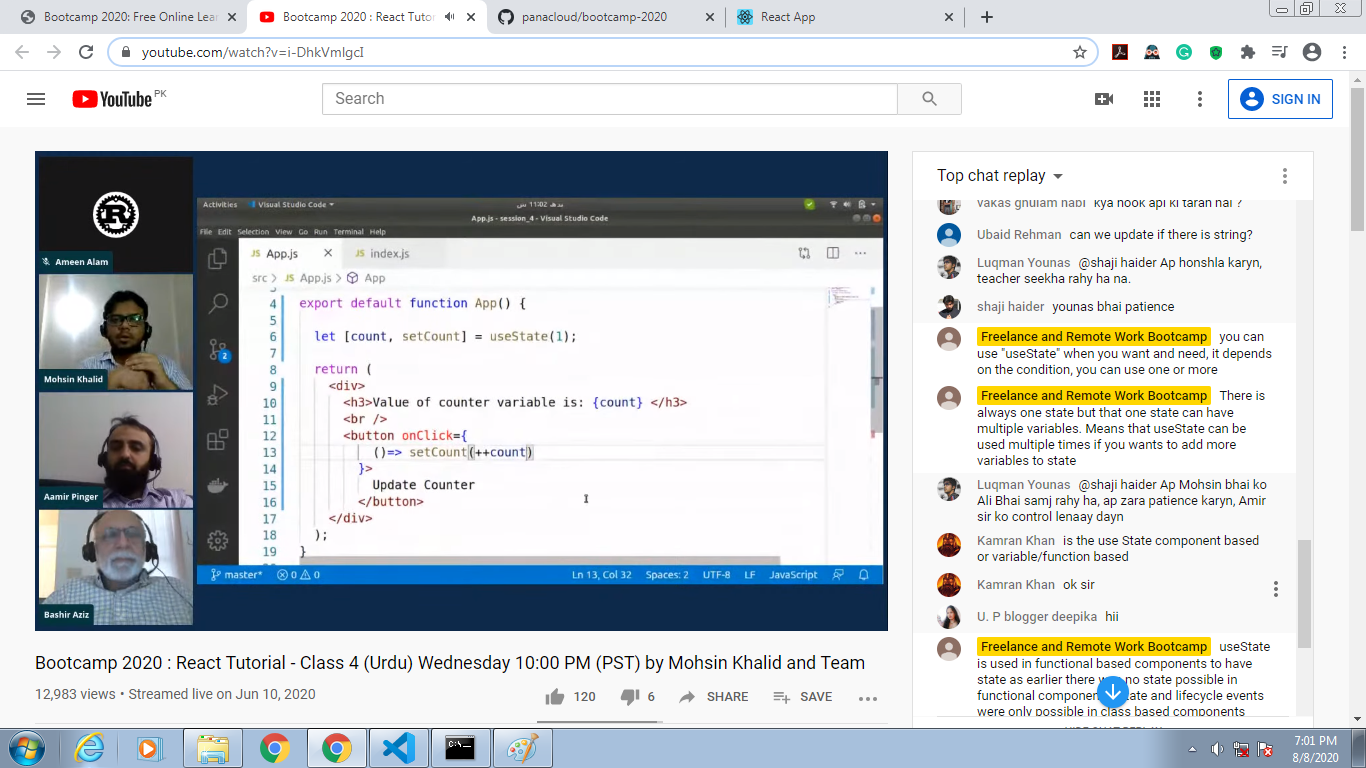 Bootcamp 2020: Free Online Lea
Bootcamp 2020 : React Tutor
panacloud/bootcamp-2020
React App
youtube.com/watch?v=i-DhkVmlgcI
YouTube PK
Search
SIGN IN
Ameen Alam
Mohsin Khalid
Aamir Pinger
Bashir Aziz
Activities
Visual Studio Code
App.js - session_4 - Visual Studio Code
File Edit Selection View Go Run Terminal Help
JS App.js
JS index.js
src > JS App.js > App
2
4 export default function App() {
5
6 let [count, setCount] = useState(1);
7
8 return (
9 <div>
10 <h3>Value of counter variable is: {count} </h3>
11 <br />
12 <button onClick={
13 ()=> setCount(++count)
14 }>
15 Update Counter
16 </button>
17 </div>
18 );
19 }
master* 0 0
Ln 13, Col 32 Spaces: 2 UTF-8 LF JavaScript
Bootcamp 2020 : React Tutorial - Class 4 (Urdu) Wednesday 10:00 PM (PST) by Mohsin Khalid and Team
12,983 views • Streamed live on Jun 10, 2020
120
6
SHARE
SAVE
Top chat replay
vakas ghulam nabi kya hook api ki tarah hai ?
Ubaid Rehman can we update if there is string?
Luqman Younas @shaji haider Ap honshla karyn,
teacher seekha rahy ha na.
shaji haider younas bhai patience
Freelance and Remote Work Bootcamp you can
use "useState" when you want and need, it depends
on the condition, you can use one or more
Freelance and Remote Work Bootcamp There is
always one state but that one state can have
multiple variables. Means that useState can be
used multiple times if you wants to add more
variables to state
Luqman Younas @shaji haider Ap Mohsin bhai ko
Ali Bhai samj rahy ha, ap zara patience karyn, Amir
sir ko control lenaay dayn
Kamran Khan is the use State component based
or variable/function based
Kamran Khan ok sir
U. P blogger deepika hii
Freelance and Remote Work Bootcamp useState
is used in functional based components to have
state as earlier there no state possible in
functional component and lifecycle events
were only possible in class based components
7:01 PM
8/8/2020